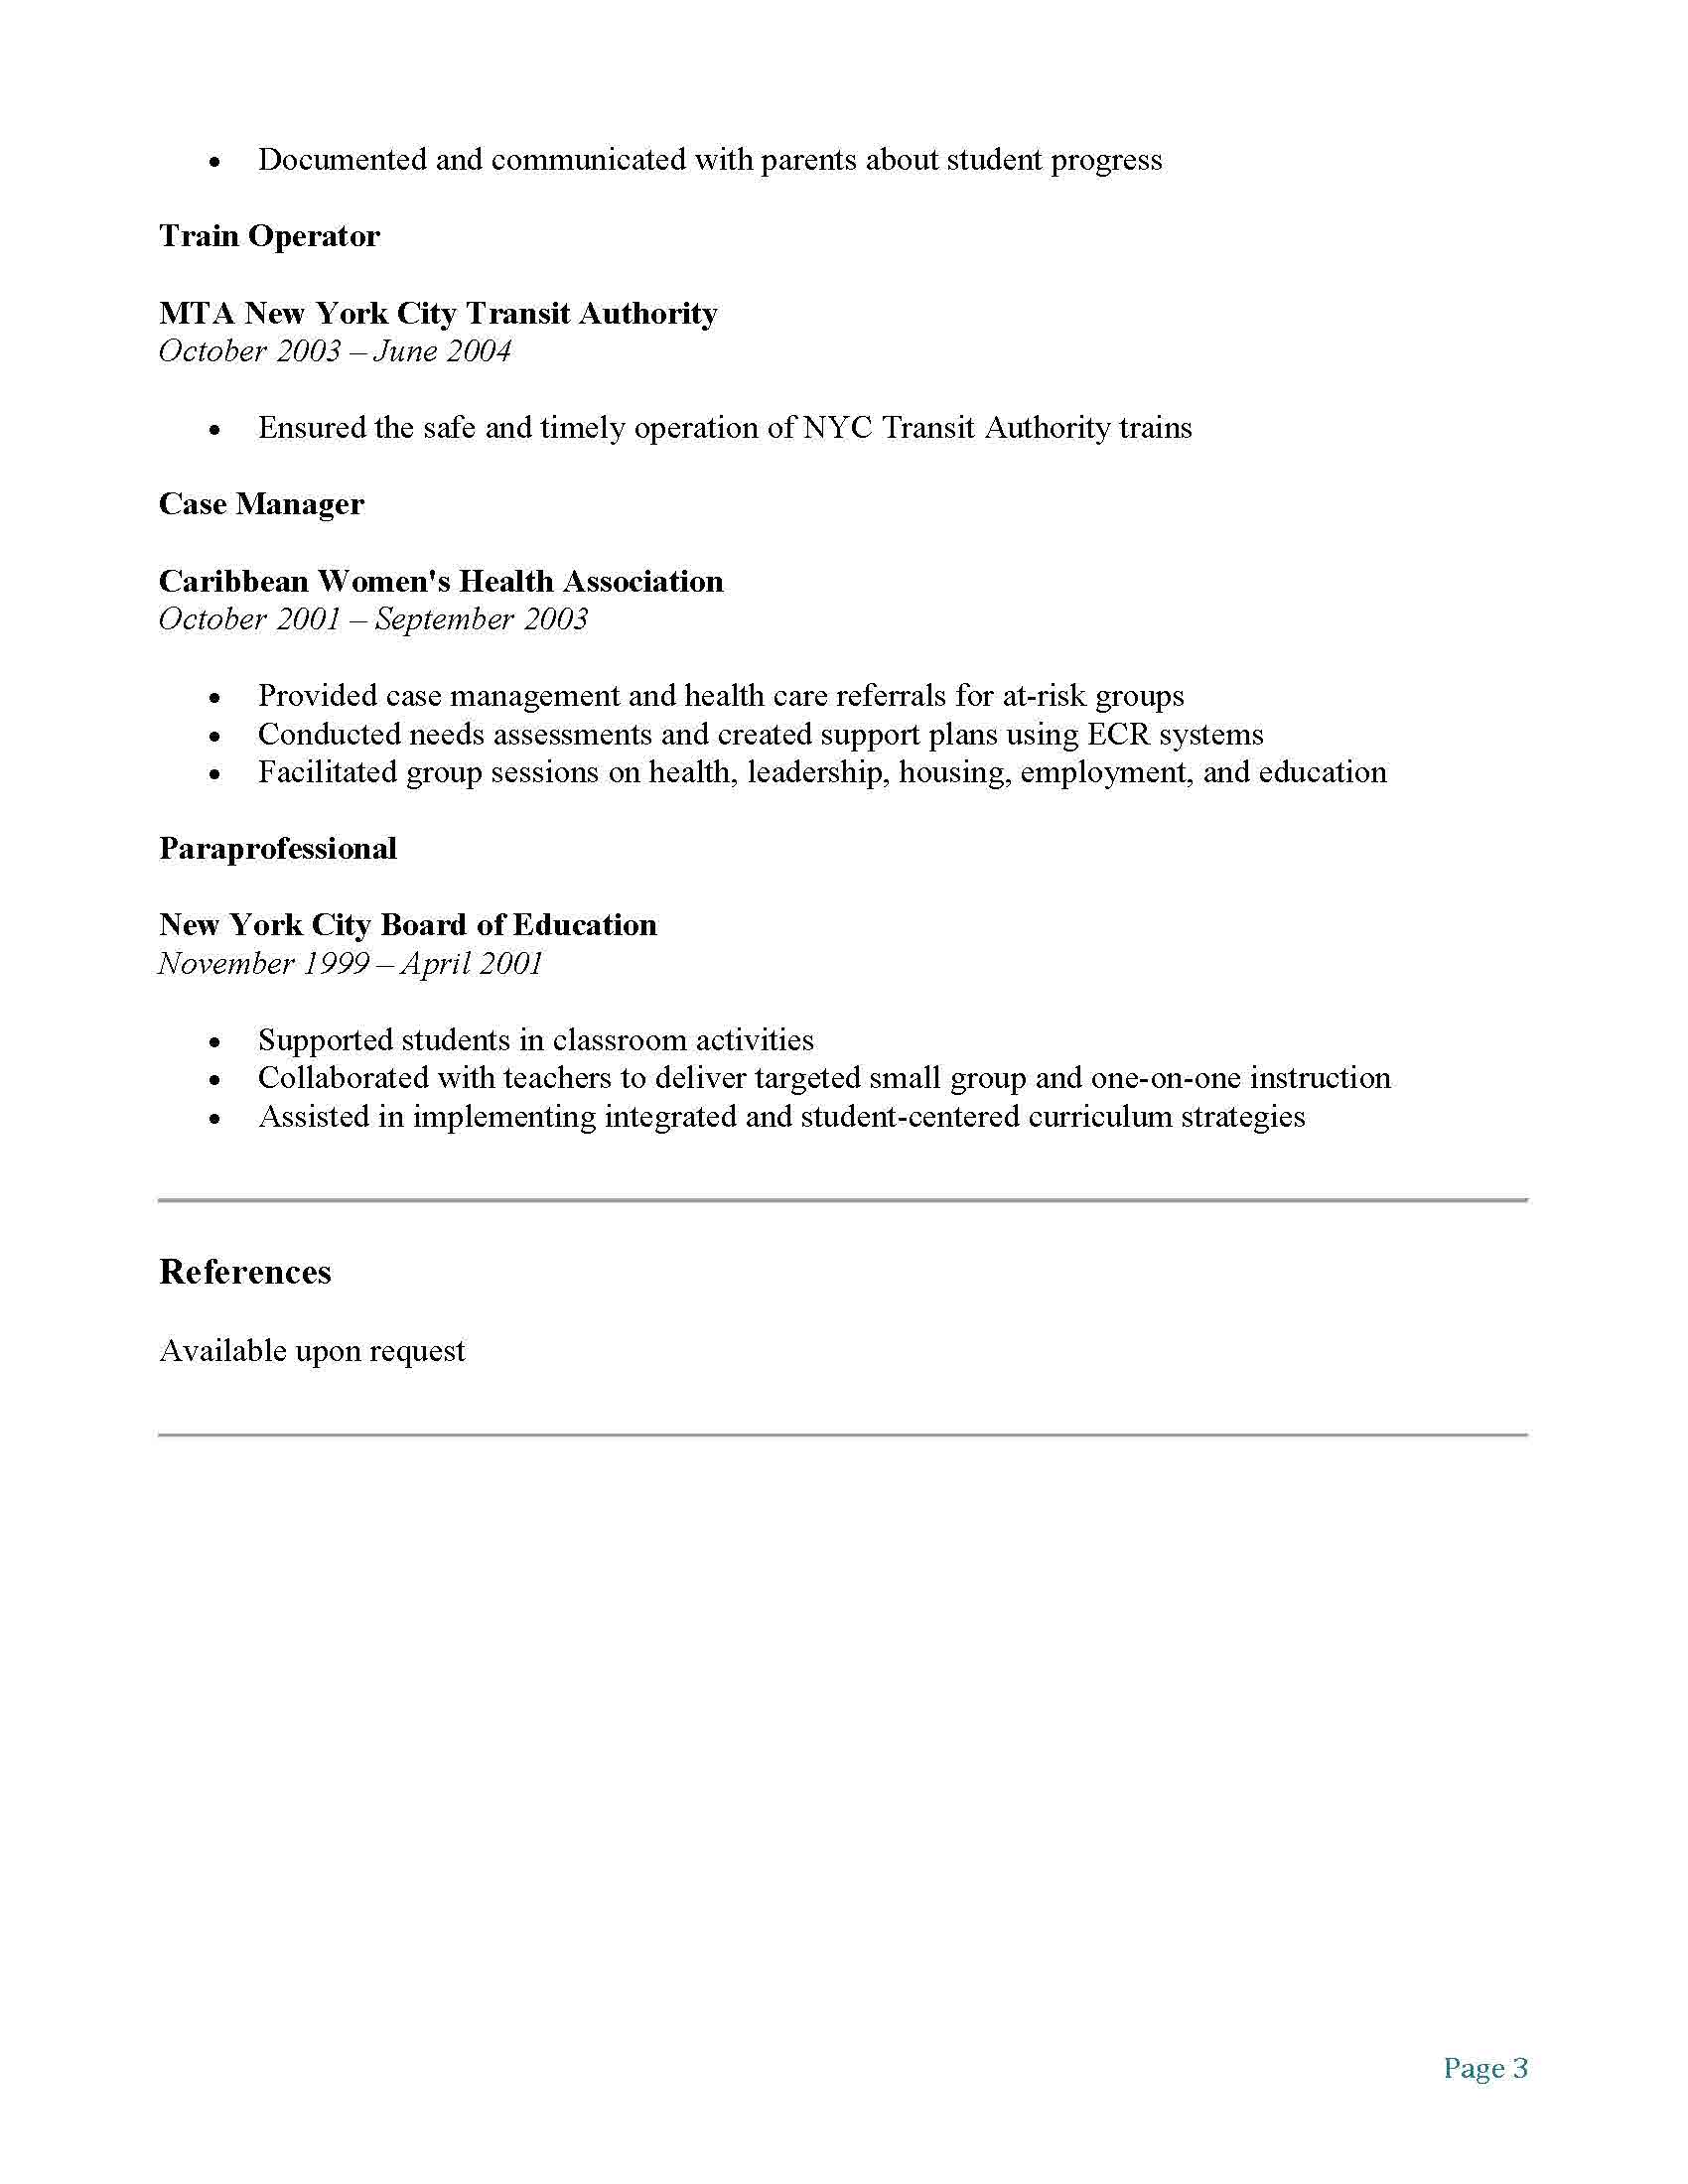 • Documented and communicated with parents about student progress
Train Operator
MTA New York City Transit Authority
October 2003 – June 2004
• Ensured the safe and timely operation of NYC Transit Authority trains
Case Manager
Caribbean Women's Health Association
October 2001 – September 2003
• Provided case management and health care referrals for at-risk groups
• Conducted needs assessments and created support plans using ECR systems
• Facilitated group sessions on health, leadership, housing, employment, and education
Paraprofessional
New York City Board of Education
November 1999 – April 2001
• Supported students in classroom activities
• Collaborated with teachers to deliver targeted small group and one-on-one instruction
• Assisted in implementing integrated and student-centered curriculum strategies
References
Available upon request
Page 3